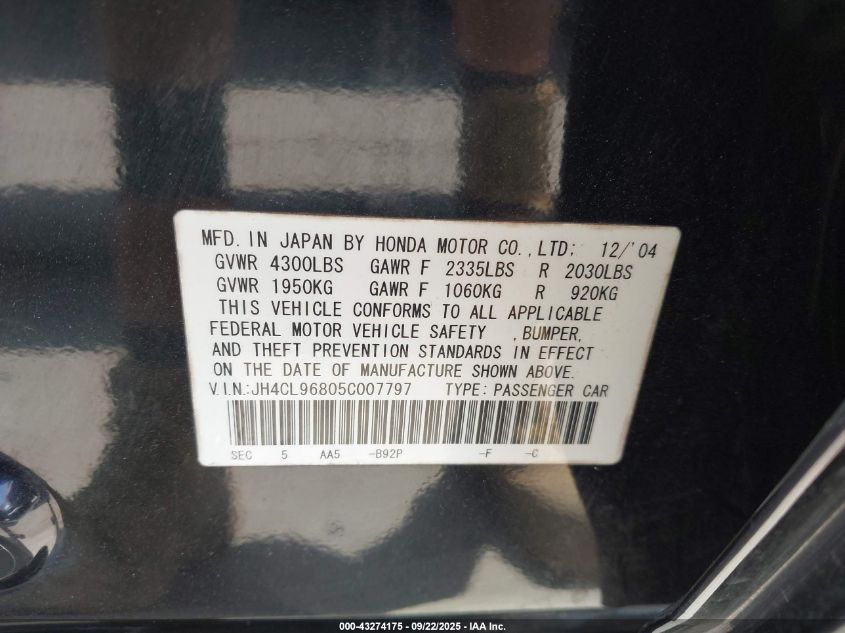 MFD. IN JAPAN BY HONDA MOTOR CO., LTD; 12/'04
GVWR 4300LBS GAWR F 2335LBS R 2030LBS
GVWR 1950KG GAWR F 1060KG R 920KG
THIS VEHICLE CONFORMS TO ALL APPLICABLE
FEDERAL MOTOR VEHICLE SAFETY , BUMPER,
AND THEFT PREVENTION STANDARDS IN EFFECT
ON THE DATE OF MANUFACTURE SHOWN ABOVE.
V.I.N.:JH4CL96805C007797 TYPE: PASSENGER CAR
SEC 5 AA5 -B92P -F -C
000-43274175 - 09/22/2025 - IAA Inc.